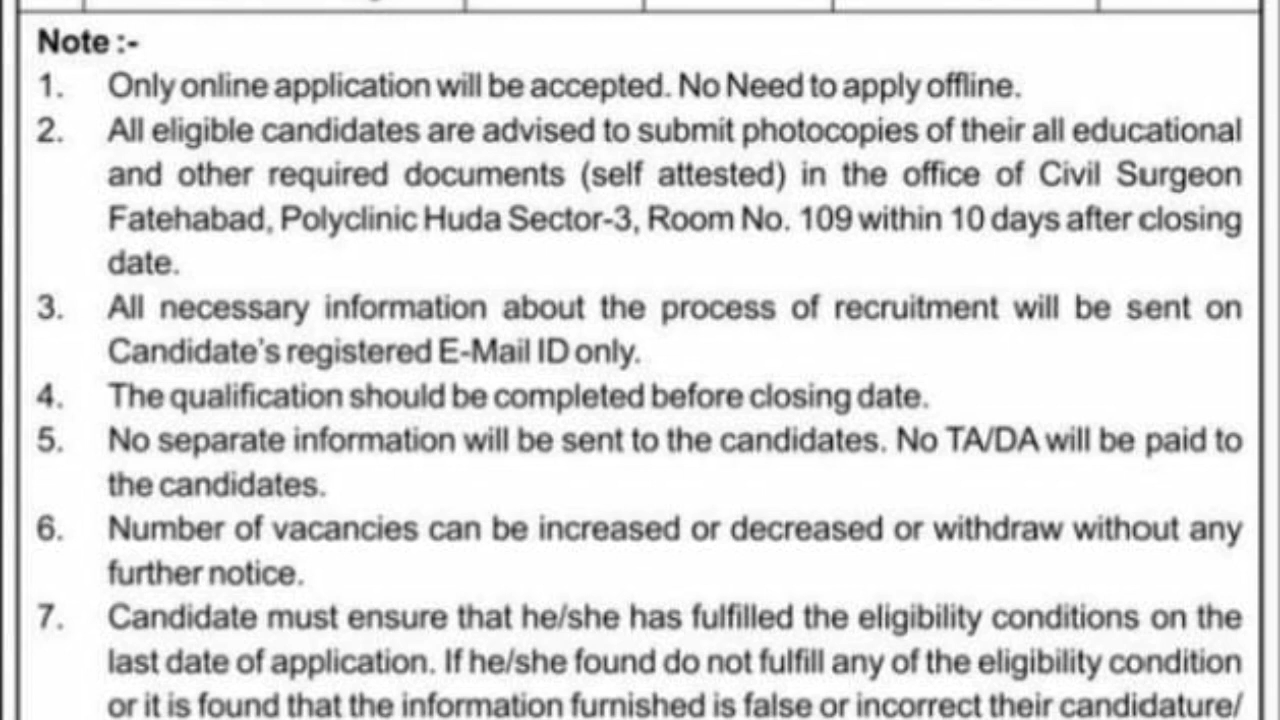 Note :-
1. Only online application will be accepted. No Need to apply offline.
2. All eligible candidates are advised to submit photocopies of their all educational
and other required documents (self attested) in the office of Civil Surgeon
Fatehabad, Polyclinic Huda Sector-3, Room No. 109 within 10 days after closing
date.
3. All necessary information about the process of recruitment will be sent on
Candidate's registered E-Mail ID only.
4. The qualification should be completed before closing date.
5. No separate information will be sent to the candidates. No TA/DA will be paid to
the candidates.
6. Number of vacancies can be increased or decreased or withdraw without any
further notice.
7. Candidate must ensure that he/she has fulfilled the eligibility conditions on the
last date of application. If he/she found do not fulfill any of the eligibility condition
or it is found that the information furnished is false or incorrect their candidature/